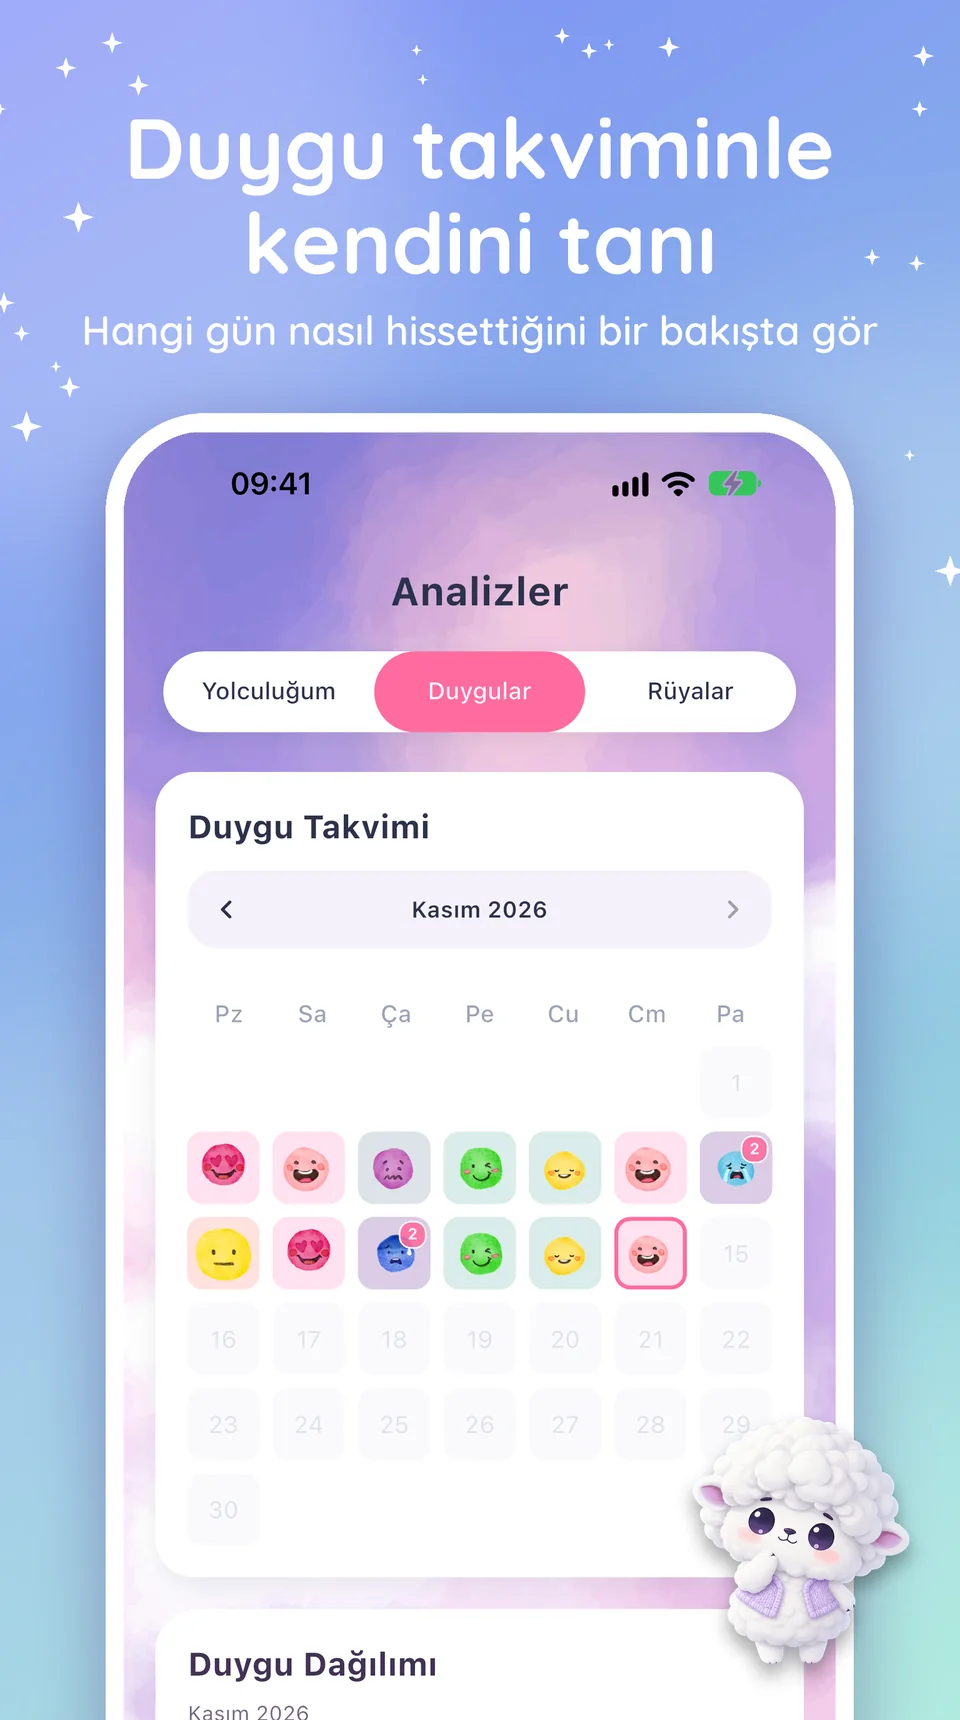 Duygu takviminle
kendini tanı
Hangi gün nasıl hissettiğini bir bakışta gör
09:41
Analizler
Yolculuğum Duygular Rüyalar
Duygu Takvimi
Kasım 2026
Pz Sa Ça Pe Cu Cm Pa
1
2
2
15
16 17 18 19 20 21 22
23 24 25 26 27 28 29
30
Duygu Dağılımı
Kasım 2026